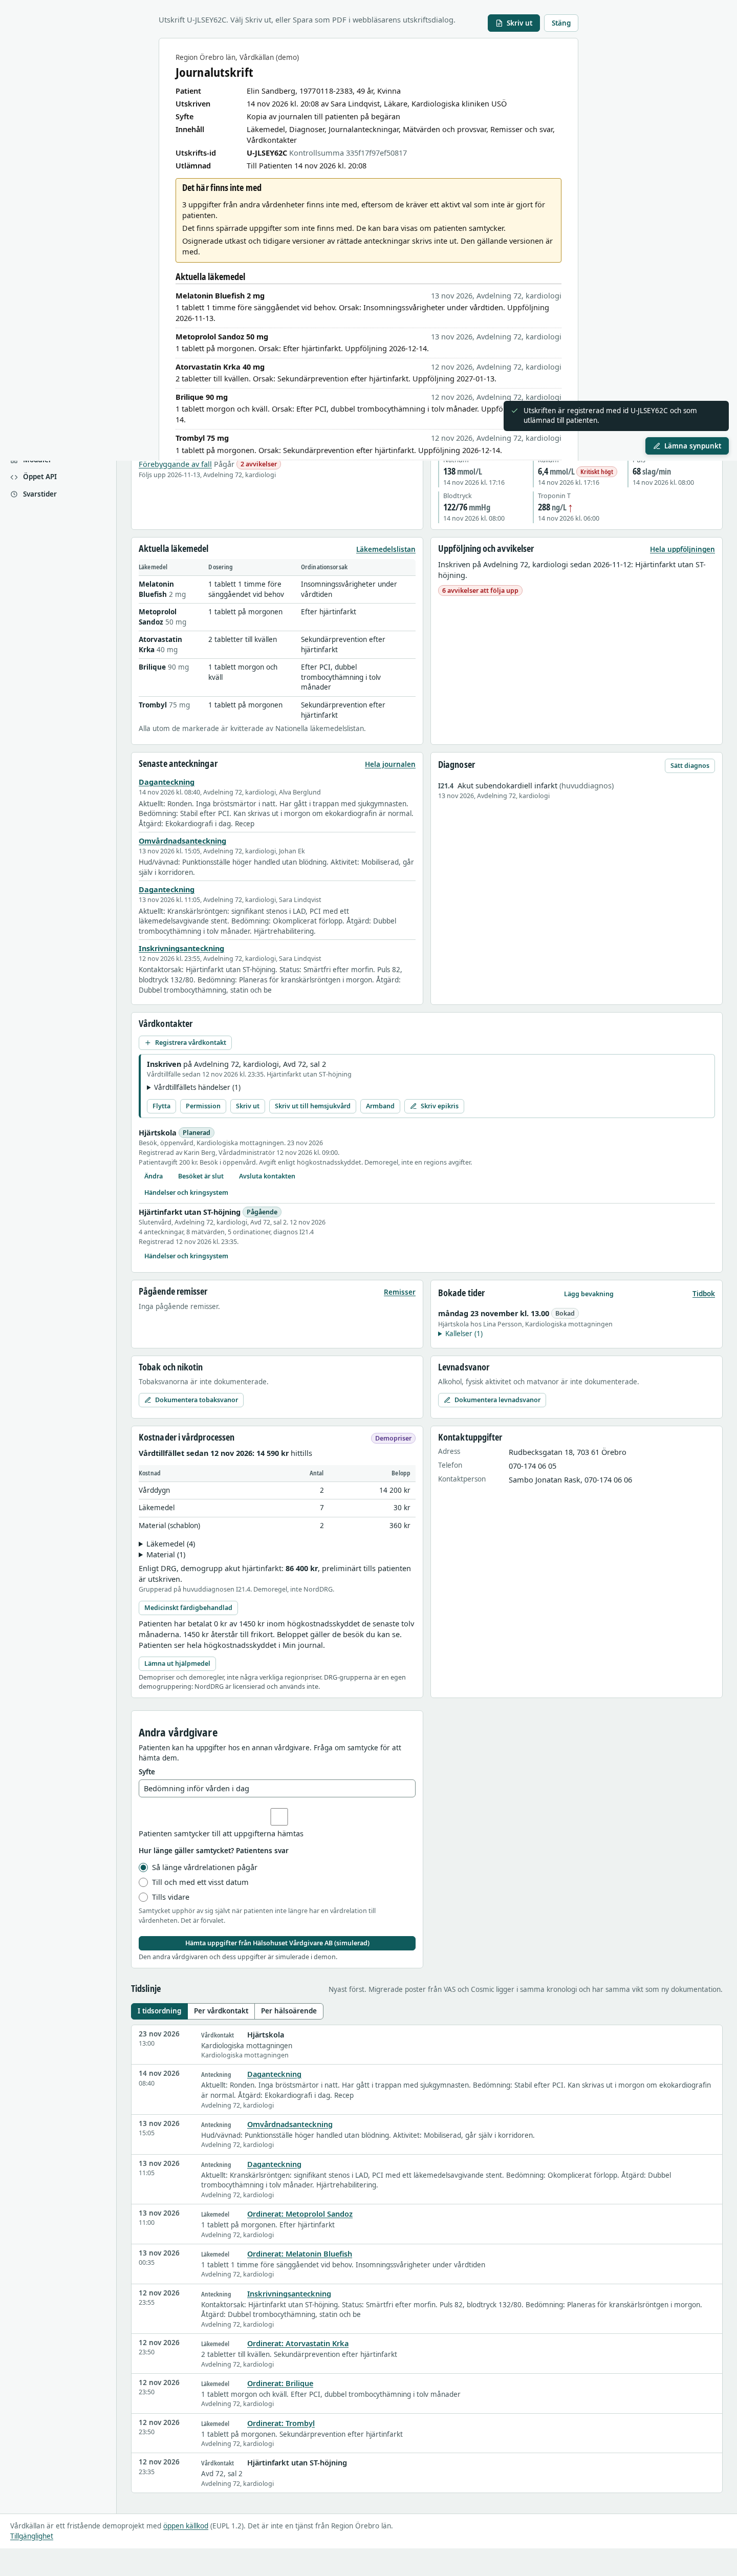 Utskrift U-JLSEY62C. Välj Skriv ut, eller Spara som PDF i webbläsarens utskriftsdialog.
Skriv ut
Stäng
Region Örebro län, Vårdkällan (demo)
Journalutskrift
Patient Elin Sandberg, 19770118-2383, 49 år, Kvinna
Utskriven 14 nov 2026 kl. 20:08 av Sara Lindqvist, Läkare, Kardiologiska kliniken USÖ
Syfte Kopia av journalen till patienten på begäran
Innehåll Läkemedel, Diagnoser, Journalanteckningar, Mätvärden och provsvar, Remisser och svar,
Vårdkontakter
Utskrifts-id U-JLSEY62C Kontrollsumma 335f17f97ef50817
Utlämnad Till Patienten 14 nov 2026 kl. 20:08
Det här finns inte med
3 uppgifter från andra vårdenheter finns inte med, eftersom de kräver ett aktivt val som inte är gjort för
patienten.
Det finns spärrade uppgifter som inte finns med. De kan bara visas om patienten samtycker.
Osignerade utkast och tidigare versioner av rättade anteckningar skrivs inte ut. Den gällande versionen är
med.
Aktuella läkemedel
Melatonin Bluefish 2 mg 13 nov 2026, Avdelning 72, kardiologi
1 tablett 1 timme före sänggåendet vid behov. Orsak: Insomningssvårigheter under vårdtiden. Uppföljning
2026-11-13.
Metoprolol Sandoz 50 mg 13 nov 2026, Avdelning 72, kardiologi
1 tablett på morgonen. Orsak: Efter hjärtinfarkt. Uppföljning 2026-12-14.
Atorvastatin Krka 40 mg 12 nov 2026, Avdelning 72, kardiologi
2 tabletter till kvällen. Orsak: Sekundärprevention efter hjärtinfarkt. Uppföljning 2027-01-13.
Brilique 90 mg 12 nov 2026, Avdelning 72, kardiologi
1 tablett morgon och kväll. Orsak: Efter PCI, dubbel trombocythämning i tolv månader.
14.
Trombyl 75 mg 12 nov 2026, Avdelning 72, kardiologi
1 tablett på morgonen. Orsak: Sekundärprevention efter hjärtinfarkt. Uppföljning 2026-12-14.
Utskriften är registrerad med id U-JLSEY62C och som
utlämnad till patienten.
Lämna synpunkt
Öppet API
Svarstider
Förebyggande av fall Pågår 2 avvikelser
Följs upp 2026-11-13, Avdelning 72, kardiologi
138 mmol/L 6,4 mmol/L Kritiskt högt 68 slag/min
14 nov 2026 kl. 17:16 14 nov 2026 kl. 17:16 14 nov 2026 kl. 08:00
Blodtryck Troponin T
122/76 mmHg 288 ng/L ↑
14 nov 2026 kl. 08:00 14 nov 2026 kl. 06:00
Aktuella läkemedel Läkemedelslistan
Läkemedel Dosering Ordinationsorsak
Melatonin Bluefish 2 mg 1 tablett 1 timme före sänggåendet vid behov Insomningssvårigheter under vårdtiden
Metoprolol Sandoz 50 mg 1 tablett på morgonen Efter hjärtinfarkt
Atorvastatin Krka 40 mg 2 tabletter till kvällen Sekundärprevention efter hjärtinfarkt
Brilique 90 mg 1 tablett morgon och kväll Efter PCI, dubbel trombocythämning i tolv månader
Trombyl 75 mg 1 tablett på morgonen Sekundärprevention efter hjärtinfarkt
Alla utom de markerade är kvitterade av Nationella läkemedelslistan.
Uppföljning och avvikelser Hela uppföljningen
Inskriven på Avdelning 72, kardiologi sedan 2026-11-12: Hjärtinfarkt utan ST-
höjning.
6 avvikelser att följa upp
Senaste anteckningar Hela journalen
Daganteckning
14 nov 2026 kl. 08:40, Avdelning 72, kardiologi, Alva Berglund
Aktuellt: Ronden. Inga bröstsmärtor i natt. Har gått i trappan med sjukgymnasten.
Bedömning: Stabil efter PCI. Kan skrivas ut i morgon om ekokardiografin är normal.
Åtgärd: Ekokardiografi i dag. Recep
Omvårdnadsanteckning
13 nov 2026 kl. 15:05, Avdelning 72, kardiologi, Johan Ek
Hud/vävnad: Punktionsställe höger handled utan blödning. Aktivitet: Mobiliserad, går
själv i korridoren.
Daganteckning
13 nov 2026 kl. 11:05, Avdelning 72, kardiologi, Sara Lindqvist
Aktuellt: Kranskärlsröntgen: signifikant stenos i LAD, PCI med ett
läkemedelsavgivande stent. Bedömning: Okomplicerat förlopp. Åtgärd: Dubbel
trombocythämning i tolv månader. Hjärtrehabilitering.
Inskrivningsanteckning
12 nov 2026 kl. 23:55, Avdelning 72, kardiologi, Sara Lindqvist
Kontaktorsak: Hjärtinfarkt utan ST-höjning. Status: Smärtfri efter morfin. Puls 82,
blodtryck 132/80. Bedömning: Planeras för kranskärlsröntgen i morgon. Åtgärd:
Dubbel trombocythämning, statin och be
Diagnoser Sätt diagnos
I21.4 Akut subendokardiell infarkt (huvuddiagnos)
13 nov 2026, Avdelning 72, kardiologi
Vårdkontakter
Registrera vårdkontakt
Inskriven på Avdelning 72, kardiologi, Avd 72, sal 2
Vårdtillfälle sedan 12 nov 2026 kl. 23:35. Hjärtinfarkt utan ST-höjning
Vårdtillfällets händelser (1)
Flytta Permission Skriv ut Skriv ut till hemsjukvård Armband Skriv epikris
Hjärtskola Planerad
Besök, öppenvård, Kardiologiska mottagningen. 23 nov 2026
Registrerad av Karin Berg, Vårdadministratör 12 nov 2026 kl. 09:00.
Patientavgift 200 kr. Besök i öppenvård. Avgift enligt högkostnadsskyddet. Demoregel, inte en regions avgifter.
Ändra Besöket är slut Avsluta kontakten
Händelser och kringsystem
Hjärtinfarkt utan ST-höjning Pågående
Slutenvård, Avdelning 72, kardiologi, Avd 72, sal 2. 12 nov 2026
4 anteckningar, 8 mätvärden, 5 ordinationer, diagnos I21.4
Registrerad 12 nov 2026 kl. 23:35.
Händelser och kringsystem
Pågående remisser Remisser
Inga pågående remisser.
Bokade tider Lägg bevakning Tidbok
måndag 23 november kl. 13.00 Bokad
Hjärtskola hos Lina Persson, Kardiologiska mottagningen
Kallelser (1)
Tobak och nikotin
Tobaksvanorna är inte dokumenterade.
Dokumentera tobaksvanor
Levnadsvanor
Alkohol, fysisk aktivitet och matvanor är inte dokumenterade.
Dokumentera levnadsvanor
Kostnader i vårdprocessen Demopriser
Vårdtillfället sedan 12 nov 2026: 14 590 kr hittills
Kostnad Antal Belopp
Vårddygn 2 14 200 kr
Läkemedel 7 30 kr
Material (schablon) 2 360 kr
Läkemedel (4)
Material (1)
Enligt DRG, demogrupp akut hjärtinfarkt: 86 400 kr, preliminärt tills patienten
är utskriven.
Grupperad på huvuddiagnosen I21.4. Demoregel, inte NordDRG.
Medicinskt färdigbehandlad
Patienten har betalat 0 kr av 1450 kr inom högkostnadsskyddet de senaste tolv
månaderna. 1450 kr återstår till frikort. Beloppet gäller de besök du kan se.
Patienten ser hela högkostnadsskyddet i Min journal.
Lämna ut hjälpmedel
Demopriser och demoregler, inte några verkliga regionpriser. DRG-grupperna är en egen
demogruppering: NordDRG är licensierad och används inte.
Kontaktuppgifter
Adress Rudbecksgatan 18, 703 61 Örebro
Telefon 070-174 06 05
Kontaktperson Sambo Jonatan Rask, 070-174 06 06
Andra vårdgivare
Patienten kan ha uppgifter hos en annan vårdgivare. Fråga om samtycke för att
hämta dem.
Syfte
Bedömning inför vården i dag
Patienten samtycker till att uppgifterna hämtas
Hur länge gäller samtycket? Patientens svar
Så länge vårdrelationen pågår
Till och med ett visst datum
Tills vidare
Samtycket upphör av sig självt när patienten inte längre har en vårdrelation till
vårdenheten. Det är förvalet.
Hämta uppgifter från Hälsohuset Vårdgivare AB (simulerad)
Den andra vårdgivaren och dess uppgifter är simulerade i demon.
Tidslinje Nyast först. Migrerade poster från VAS och Cosmic ligger i samma kronologi och har samma vikt som ny dokumentation.
I tidsordning Per vårdkontakt Per hälsoärende
23 nov 2026 Vårdkontakt Hjärtskola
13:00 Kardiologiska mottagningen
Kardiologiska mottagningen
14 nov 2026 Anteckning Daganteckning
08:40 Aktuellt: Ronden. Inga bröstsmärtor i natt. Har gått i trappan med sjukgymnasten. Bedömning: Stabil efter PCI. Kan skrivas ut i morgon om ekokardiografin
är normal. Åtgärd: Ekokardiografi i dag. Recep
Avdelning 72, kardiologi
13 nov 2026 Anteckning Omvårdnadsanteckning
15:05 Hud/vävnad: Punktionsställe höger handled utan blödning. Aktivitet: Mobiliserad, går själv i korridoren.
Avdelning 72, kardiologi
13 nov 2026 Anteckning Daganteckning
11:05 Aktuellt: Kranskärlsröntgen: signifikant stenos i LAD, PCI med ett läkemedelsavgivande stent. Bedömning: Okomplicerat förlopp. Åtgärd: Dubbel
trombocythämning i tolv månader. Hjärtrehabilitering.
Avdelning 72, kardiologi
13 nov 2026 Läkemedel Ordinerat: Metoprolol Sandoz
11:00 1 tablett på morgonen. Efter hjärtinfarkt
Avdelning 72, kardiologi
13 nov 2026 Läkemedel Ordinerat: Melatonin Bluefish
00:35 1 tablett 1 timme före sänggåendet vid behov. Insomningssvårigheter under vårdtiden
Avdelning 72, kardiologi
12 nov 2026 Anteckning Inskrivningsanteckning
23:55 Kontaktorsak: Hjärtinfarkt utan ST-höjning. Status: Smärtfri efter morfin. Puls 82, blodtryck 132/80. Bedömning: Planeras för kranskärlsröntgen i morgon.
Åtgärd: Dubbel trombocythämning, statin och be
Avdelning 72, kardiologi
12 nov 2026 Läkemedel Ordinerat: Atorvastatin Krka
23:50 2 tabletter till kvällen. Sekundärprevention efter hjärtinfarkt
Avdelning 72, kardiologi
12 nov 2026 Läkemedel Ordinerat: Brilique
23:50 1 tablett morgon och kväll. Efter PCI, dubbel trombocythämning i tolv månader
Avdelning 72, kardiologi
12 nov 2026 Läkemedel Ordinerat: Trombyl
23:50 1 tablett på morgonen. Sekundärprevention efter hjärtinfarkt
Avdelning 72, kardiologi
12 nov 2026 Vårdkontakt Hjärtinfarkt utan ST-höjning
23:35 Avd 72, sal 2
Avdelning 72, kardiologi
Vårdkällan är ett fristående demoprojekt med öppen källkod (EUPL 1.2). Det är inte en tjänst från Region Örebro län.
Tillgänglighet